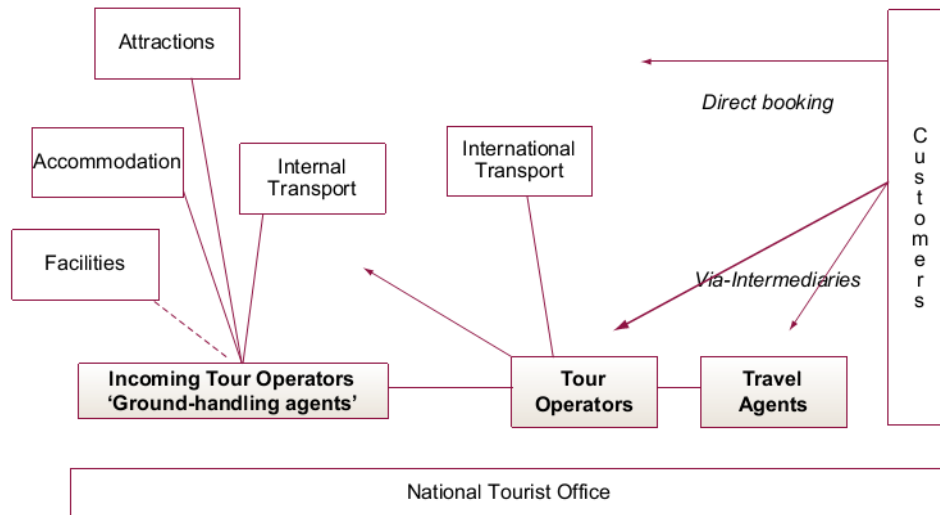 Attractions
Direct booking
Accommodation
Internal
Transport
International
Transport
Customers
Facilities
Via-Intermediaries
Incoming Tour Operators
‘Ground-handling agents’
Tour
Operators
Travel
Agents
National Tourist Office